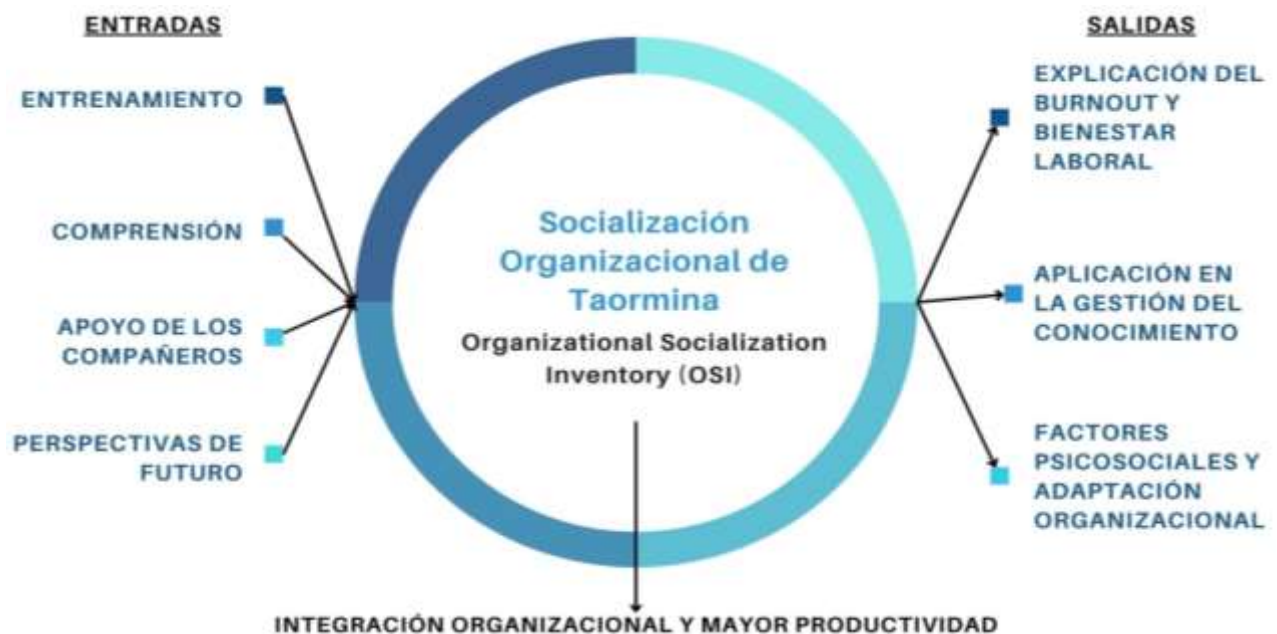 ENTRADAS
ENTRENAMIENTO
COMPRENSIÓN
APOYO DE LOS
COMPAÑEROS
PERSPECTIVAS DE
FUTURO
Socialización
Organizacional de
Taormina
Organizational Socialization
Inventory (OSI)
SALIDAS
EXPLICACIÓN DEL
BURNOUT Y
BIENESTAR
LABORAL
APLICACIÓN EN
LA GESTIÓN DEL
CONOCIMIENTO
FACTORES
PSICOSOCIALES Y
ADAPTACIÓN
ORGANIZACIONAL
INTEGRACIÓN ORGANIZACIONAL Y MAYOR PRODUCTIVIDAD